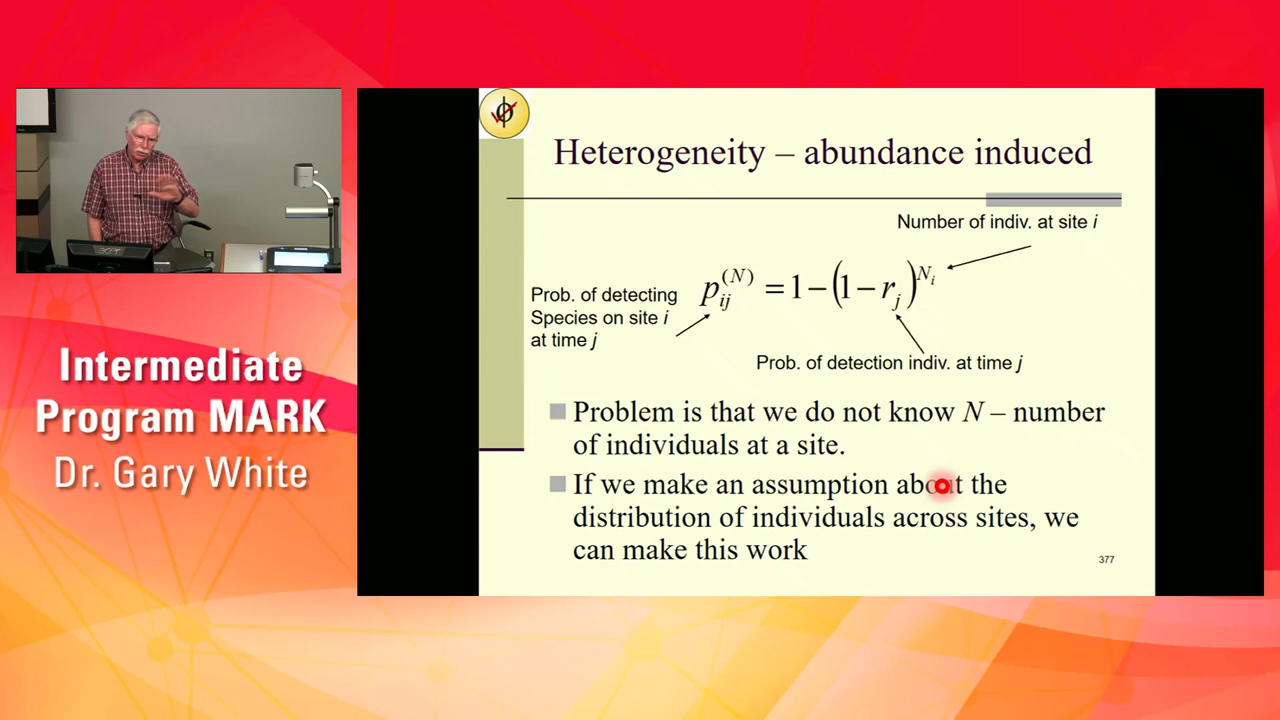 Heterogeneity – abundance induced
Number of indiv. at site i
p_{ij}^{(N)} = 1 − (1 − r_j)^{N_i}
Prob. of detecting
Species on site i
at time j
Prob. of detection indiv. at time j
Problem is that we do not know N – number
of individuals at a site.
If we make an assumption about the
distribution of individuals across sites, we
can make this work
377
Intermediate
Program MARK
Dr. Gary White